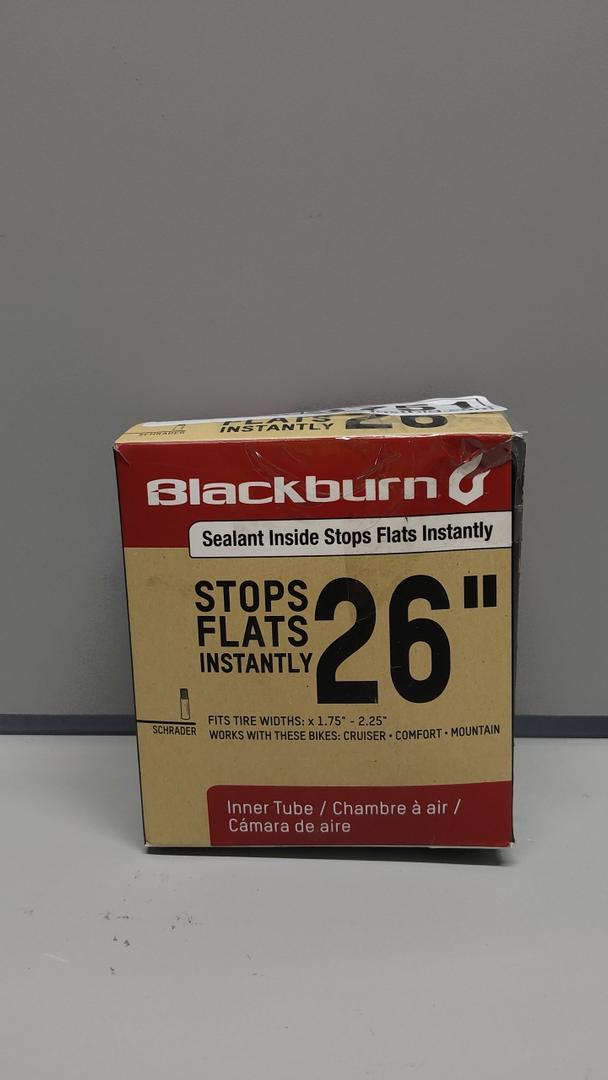 FLATS
INSTANTLY
26
SCHRADER
Blackburn
Sealant Inside Stops Flats Instantly
STOPS
FLATS
INSTANTLY
26"
SCHRADER
FITS TIRE WIDTHS: x 1.75" - 2.25"
WORKS WITH THESE BIKES: CRUISER • COMFORT • MOUNTAIN
Inner Tube / Chambre à air /
Cámara de aire